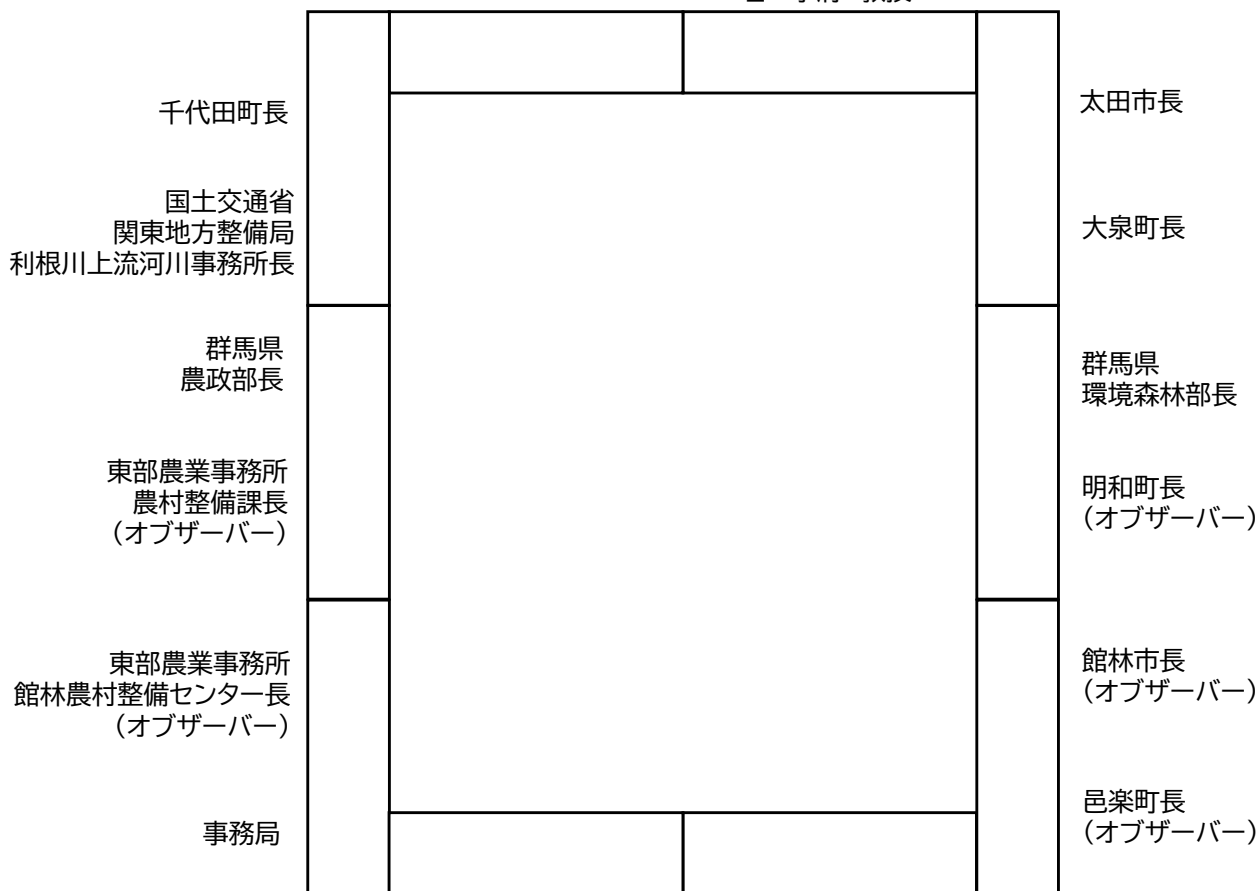 千代田町長
国土交通省
関東地方整備局
利根川上流河川事務所長
群馬県
農政部長
東部農業事務所
農村整備課長
(オブザーバー)
東部農業事務所
館林農村整備センター長
(オブザーバー)
事務局
太田市長
大泉町長
群馬県
環境森林部長
明和町長
(オブザーバー)
館林市長
(オブザーバー)
邑楽町長
(オブザーバー)